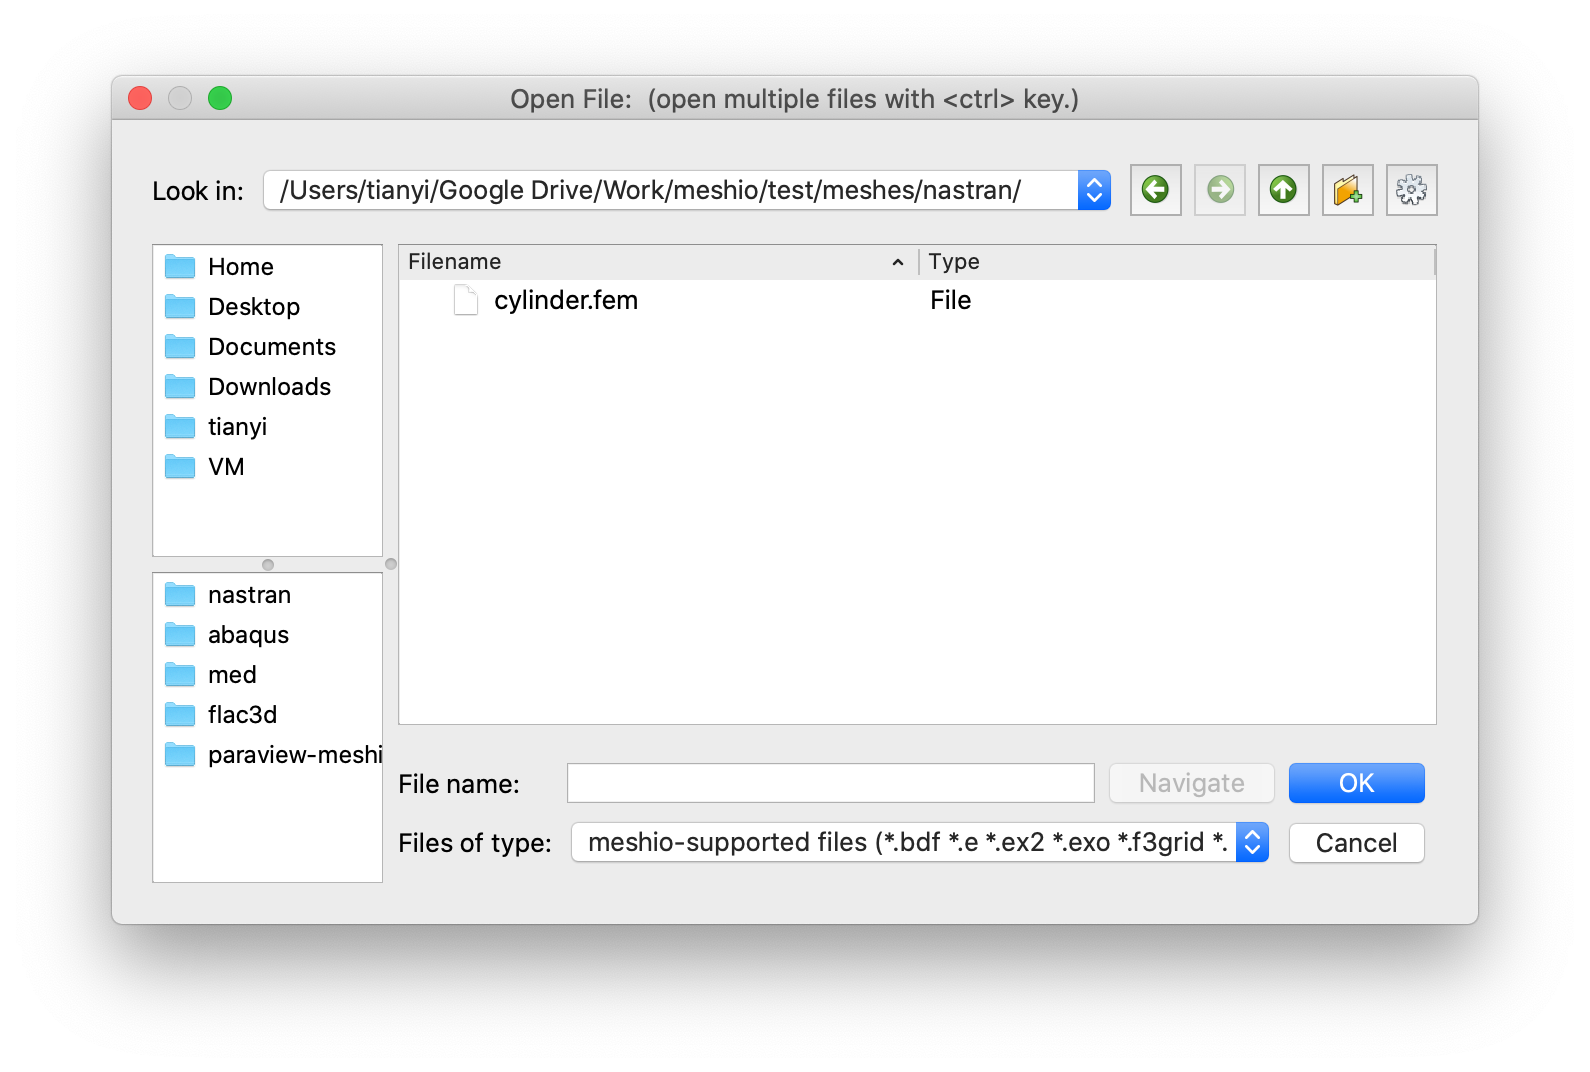 Open File:  (open multiple files with <ctrl> key.)
Look in: /Users/tianyi/Google Drive/Work/meshio/test/meshes/nastran/
Home
Desktop
Documents
Downloads
tianyi
VM
nastran
abaqus
med
flac3d
paraview-meshi
Filename Type
cylinder.fem File
File name: Navigate OK
Files of type: meshio-supported files (*.bdf *.e *.ex2 *.exo *.f3grid *. Cancel